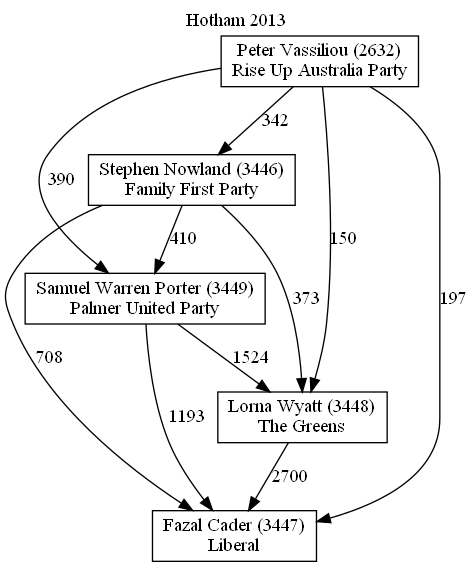 Hotham 2013
Peter Vassiliou (2632)
Rise Up Australia Party
342
Stephen Nowland (3446)
Family First Party
390
410
150
Samuel Warren Porter (3449)
Palmer United Party
373
197
708
1524
Lorna Wyatt (3448)
The Greens
1193
2700
Fazal Cader (3447)
Liberal